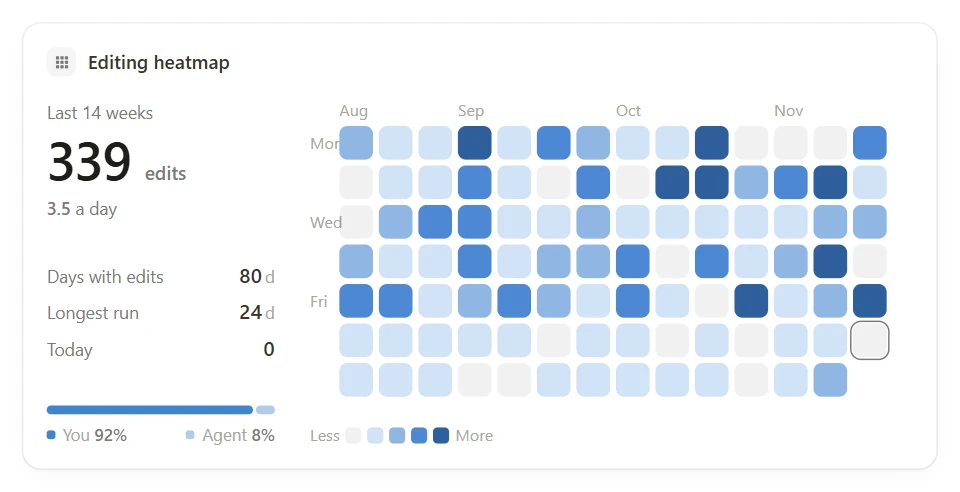 Editing heatmap
Last 14 weeks
339 edits
3.5 a day
Days with edits 80 d
Longest run 24 d
Today 0
You 92% Agent 8%
Aug Sep Oct Nov
Mon
Wed
Fri
Less More